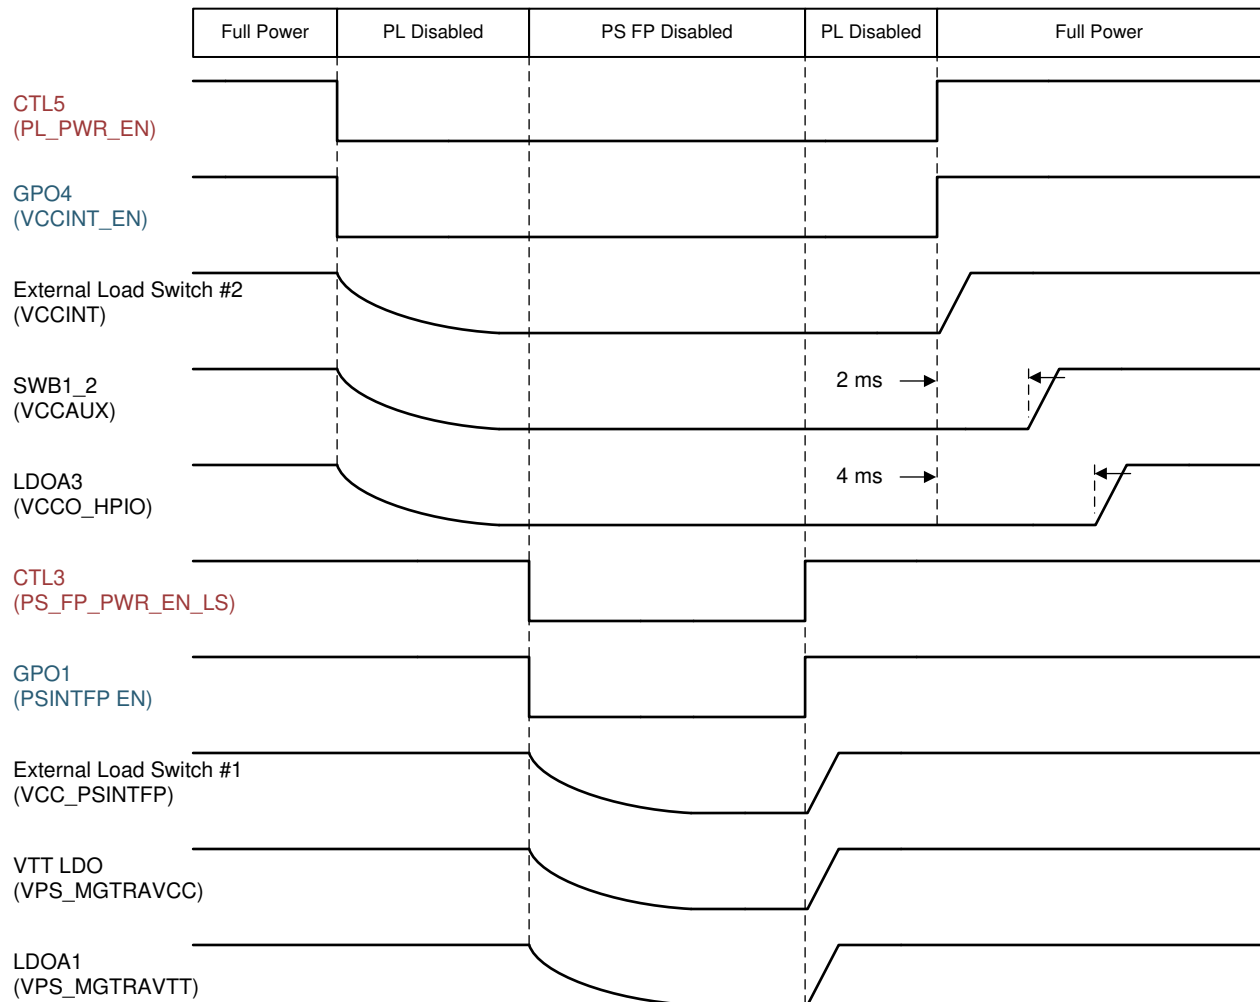 Full Power PL Disabled PS FP Disabled PL Disabled Full Power
CTL5
(PL_PWR_EN)
GPO4
(VCCINT_EN)
External Load Switch #2
(VCCINT)
SWB1_2
(VCCAUX)
2 ms
LDOA3
(VCCO_HPIO)
4 ms
CTL3
(PS_FP_PWR_EN_LS)
GPO1
(PSINTFP EN)
External Load Switch #1
(VCC_PSINTFP)
VTT LDO
(VPS_MGTRAVCC)
LDOA1
(VPS_MGTRAVTT)